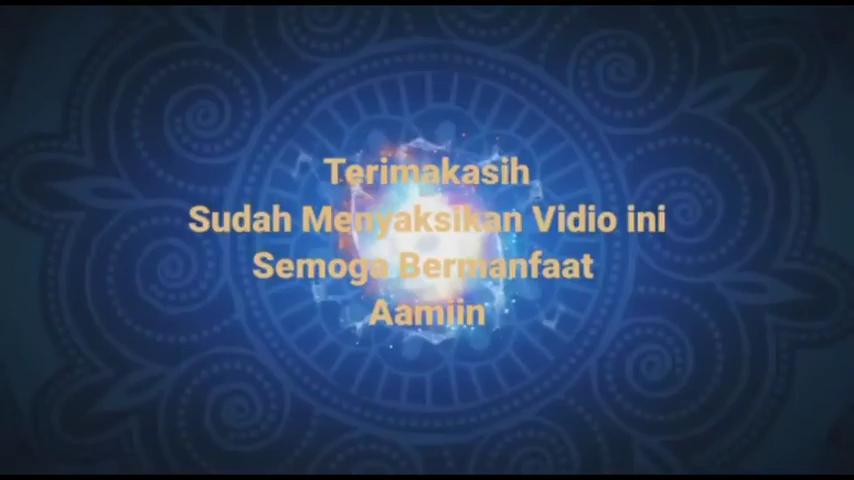 Terimakasih
Sudah Menyaksikan Vidio ini
Semoga Bermanfaat
Aamiin